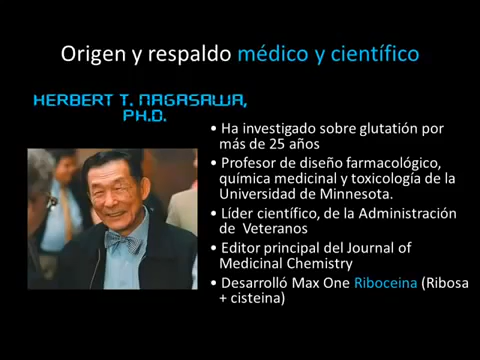 Origen y respaldo médico y científico
HERBERT T. NAGASAWA,
PH.D.
• Ha investigado sobre glutatión por
más de 25 años
• Profesor de diseño farmacológico,
química medicinal y toxicología de la
Universidad de Minnesota.
• Líder científico, de la Administración
de Veteranos
• Editor principal del Journal of
Medicinal Chemistry
• Desarrolló Max One Riboceina (Ribosa
+ cisteina)